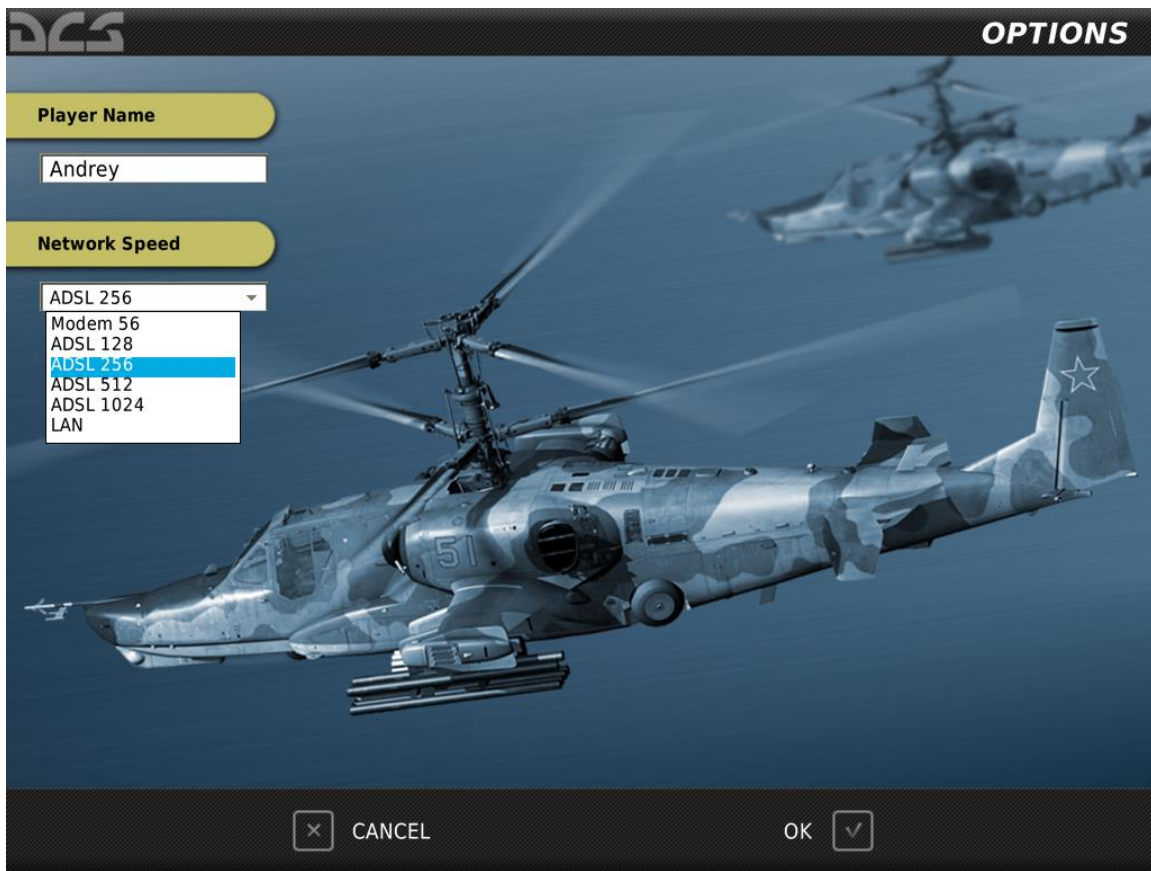 DCS
OPTIONS
Player Name
Andrey
Network Speed
ADSL 256
Modem 56
ADSL 128
ADSL 256
ADSL 512
ADSL 1024
LAN
51
CANCEL
OK